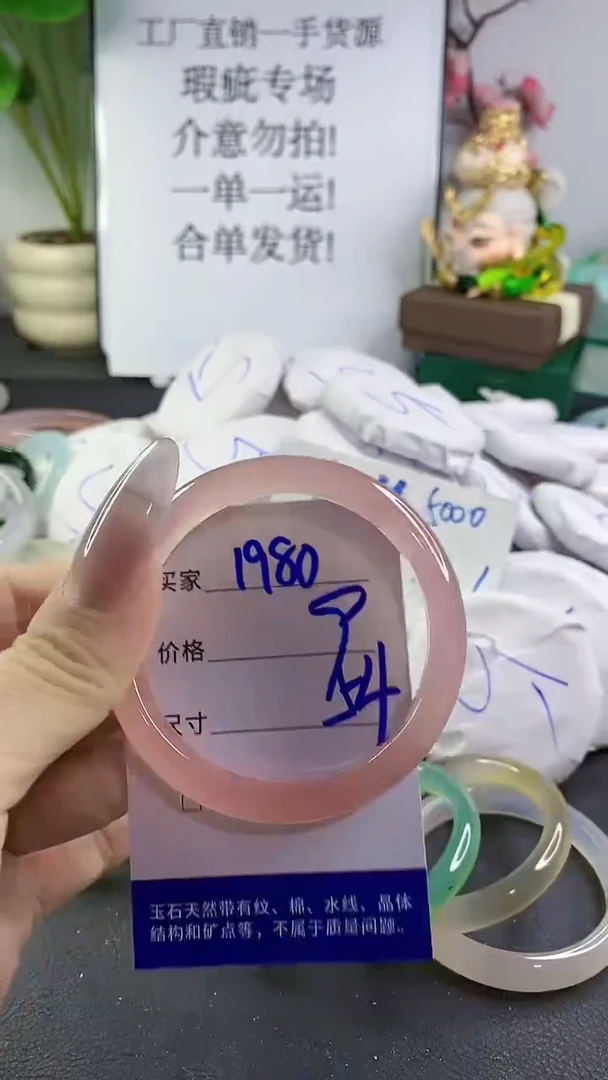 工厂直销一手货源
瑕疵专场
介意勿拍!
一单一运!
合单发货!
5000
买家 1980
价格
尺寸
玉石天然带有纹、棉、水线、晶体
结构和矿点等，不属于质量问题。